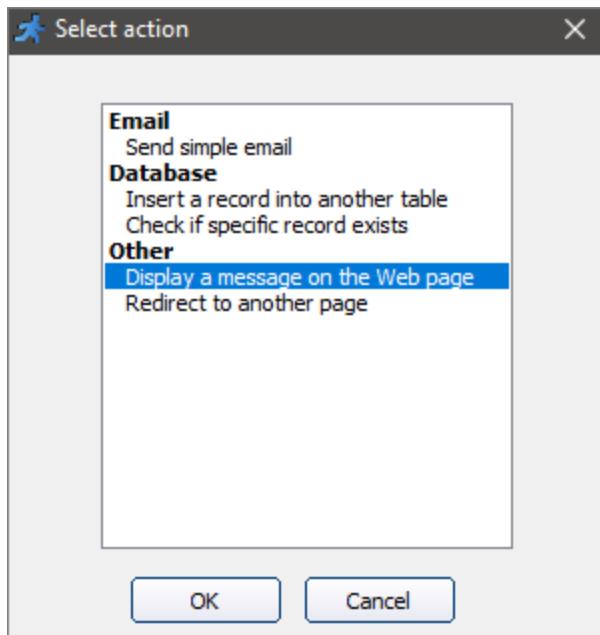 Select action
Email
Send simple email
Database
Insert a record into another table
Check if specific record exists
Other
Display a message on the Web page
Redirect to another page
OK
Cancel